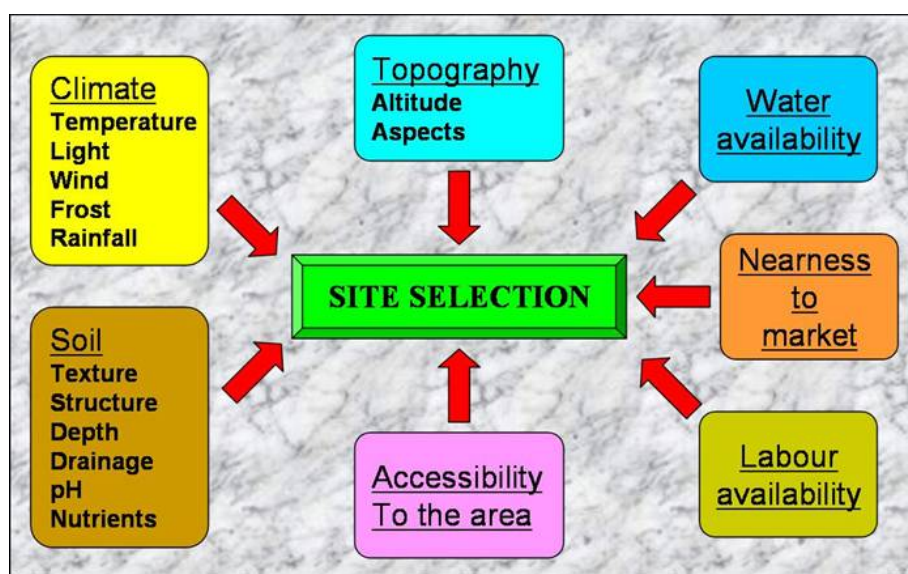 Climate
Temperature
Light
Wind
Frost
Rainfall
Topography
Altitude
Aspects
Water
availability
SITE SELECTION
Nearness
to
market
Soil
Texture
Structure
Depth
Drainage
pH
Nutrients
Accessibility
To the area
Labour
availability